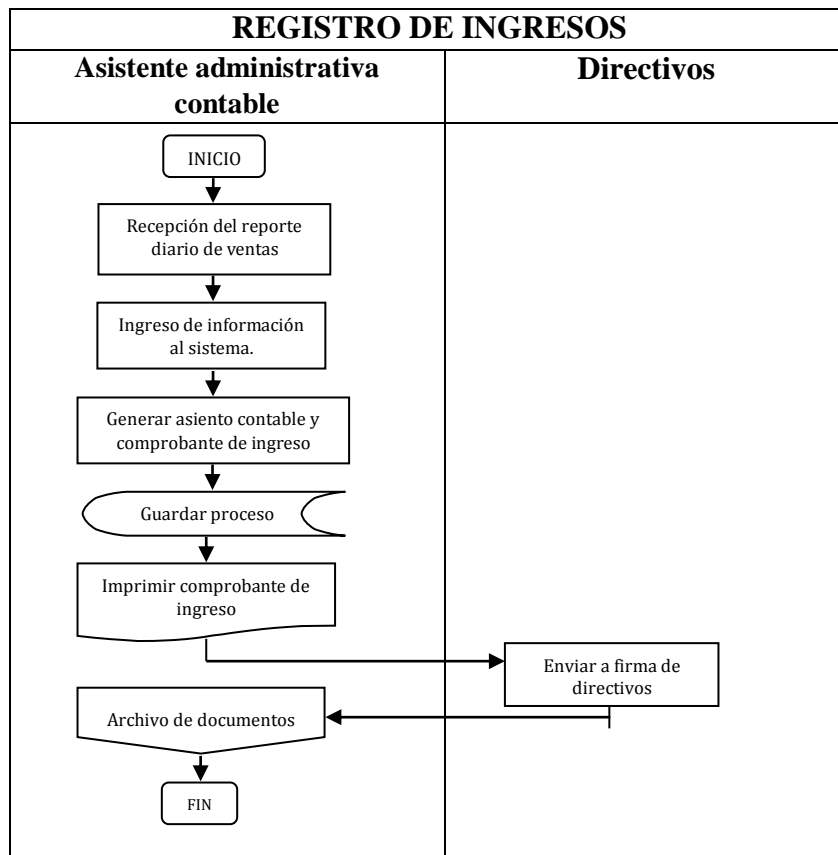 REGISTRO DE INGRESOS
Asistente administrativa
contable
Directivos
INICIO
Recepción del reporte
diario de ventas
Ingreso de información
al sistema.
Generar asiento contable y
comprobante de ingreso
Guardar proceso
Imprimir comprobante de
ingreso
Enviar a firma de
directivos
Archivo de documentos
FIN